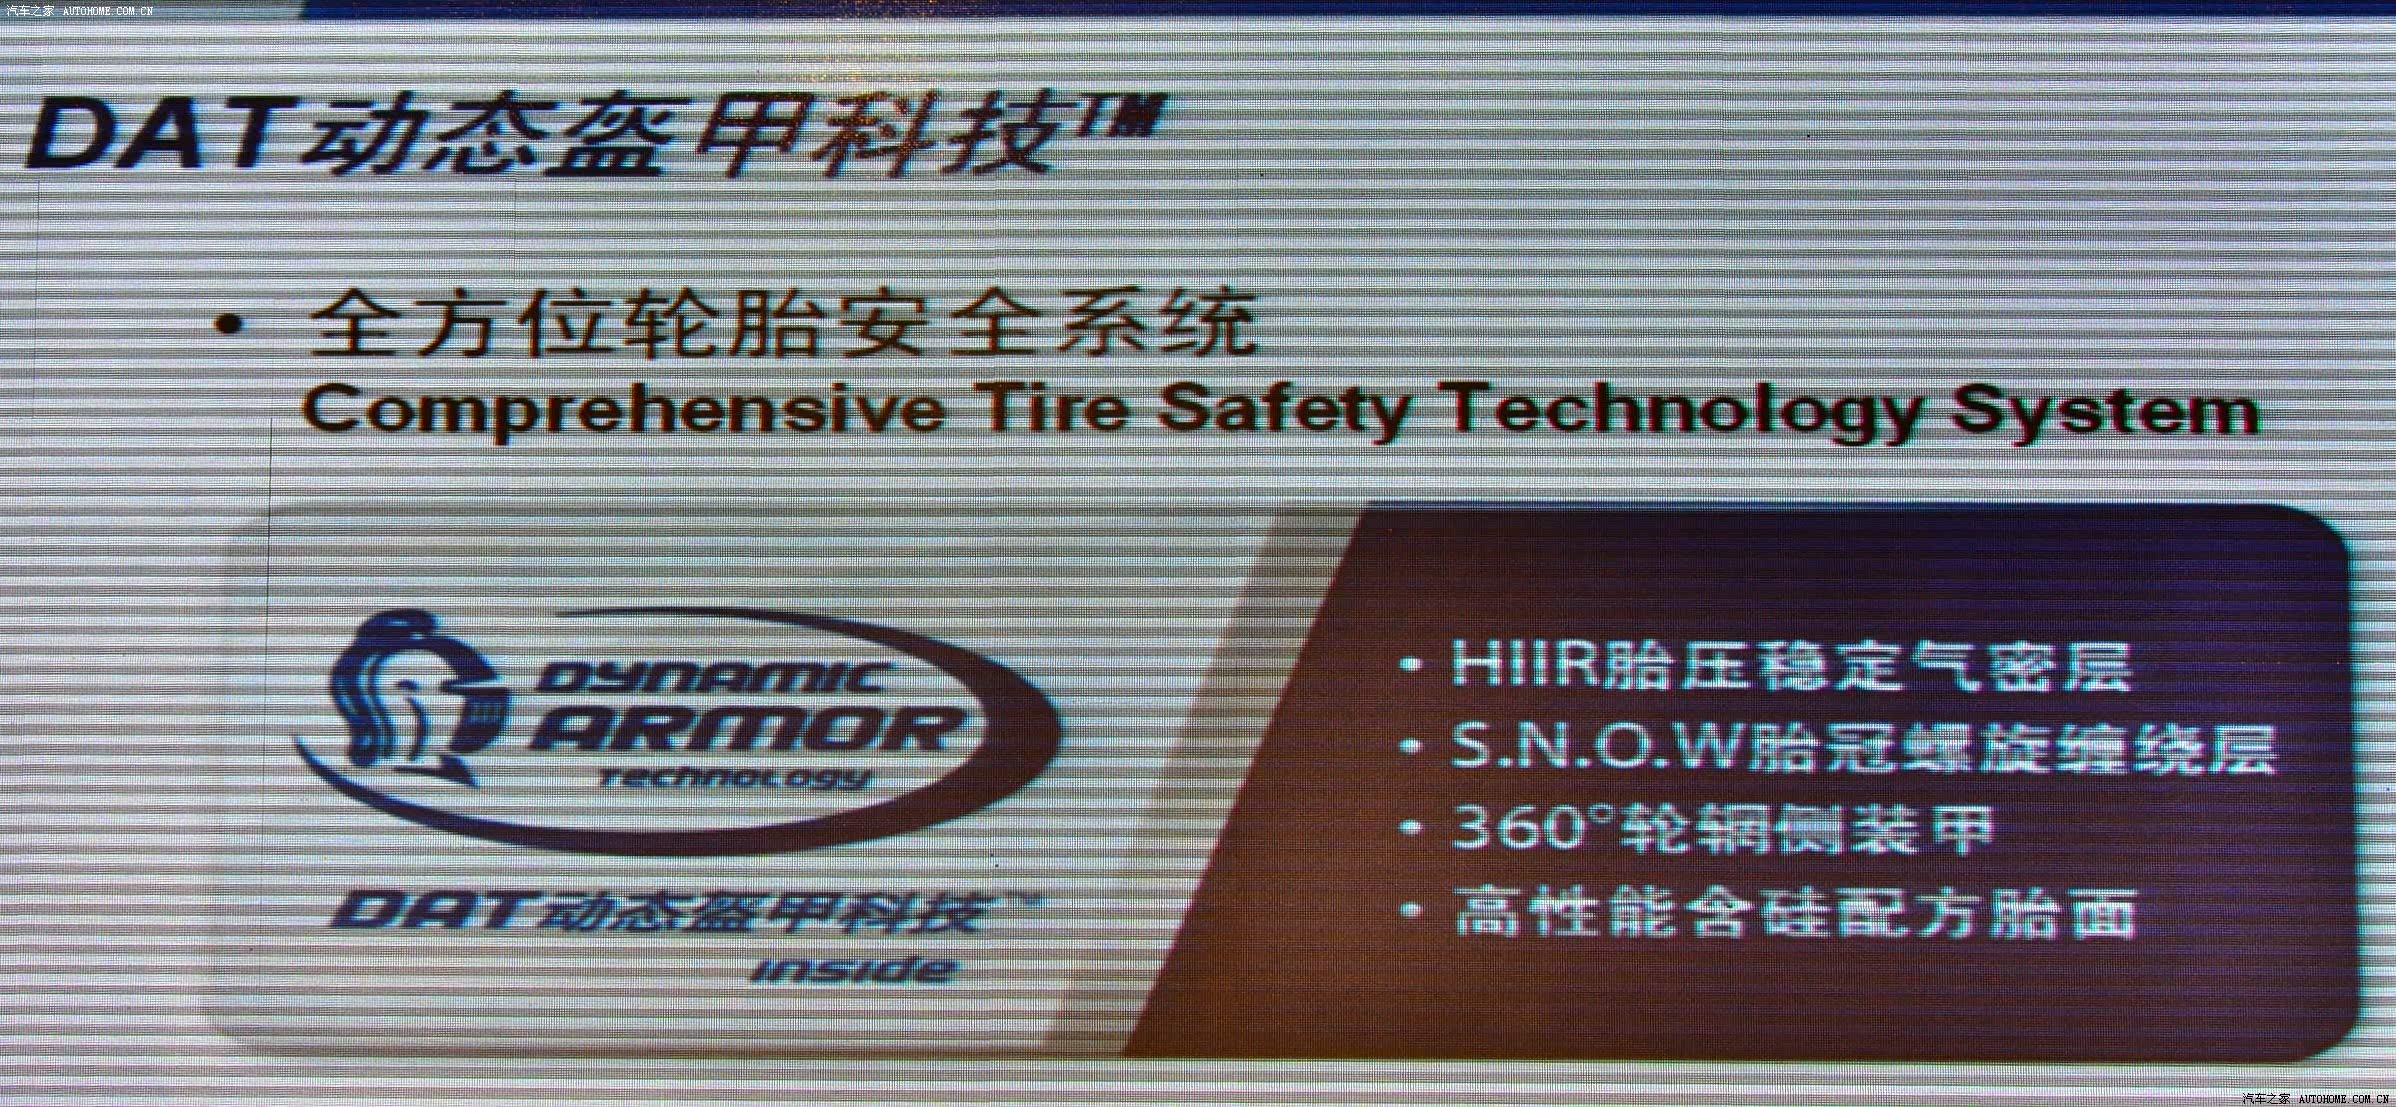 汽车之家 AUTOHOME.COM.CN
DAT动态盔甲科技™
• 全方位轮胎安全系统
Comprehensive Tire Safety Technology System
DYNAMIC
ARMOR
Technology
DAT动态盔甲科技™
inside
• HIIR胎压稳定气密层
• S.N.O.W胎冠螺旋缠绕层
• 360°轮辋侧装甲
• 高性能含硅配方胎面
汽车之家 AUTOHOME.COM.CN